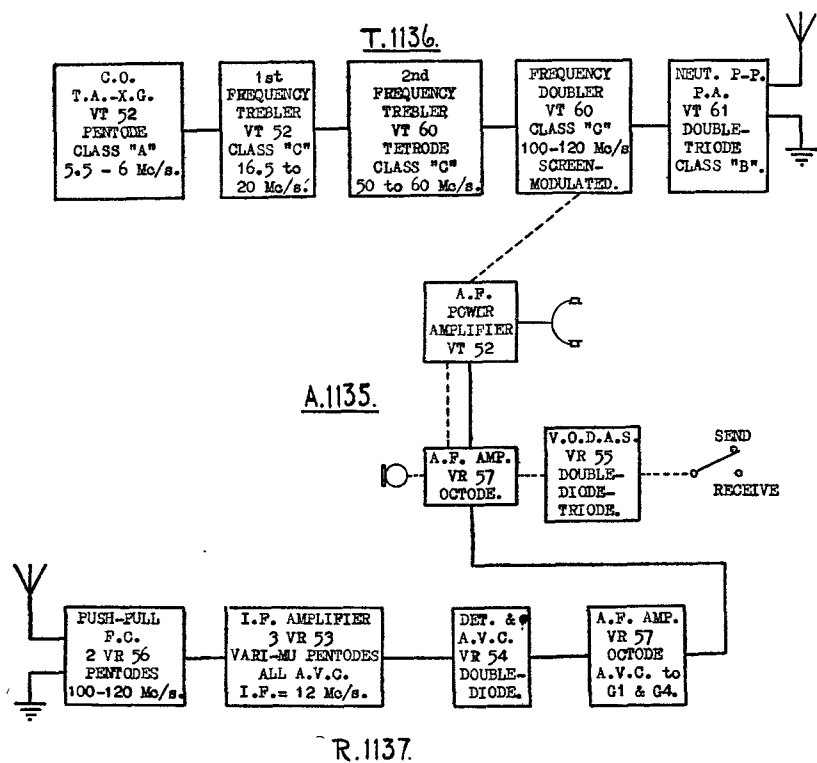 T.1136.
C.O.
T.A.-X.G.
VT 52
PENTODE
CLASS "A"
5.5 - 6 Mc/s.
1st
FREQUENCY
TREBLER
VT 52
CLASS "C"
16.5 to
20 Mc/s.
2nd
FREQUENCY
TREBLER
VT 60
TETRODE
CLASS "C"
50 to 60 Mc/s.
FREQUENCY
DOUBLER
VT 60
CLASS "C"
100-120 Mc/s
SCREEN-
MODULATED.
NEUT. P-P.
P.A.
VT 61
DOUBLE-
TRIODE
CLASS "B".
A.F.
POWER
AMPLIFIER
VT 52
A.1135.
A.F. AMP.
VR 57
OCTODE.
V.O.D.A.S.
VR 55
DOUBLE-
DIODE-
TRIODE.
SEND
RECEIVE
PUSH-PULL
F.C.
2 VR 56
PENTODES
100-120 Mc/s.
I.F. AMPLIFIER
3 VR 53
VARI-MU PENTODES
ALL A.V.C.
I.F.= 12 Mc/s.
DET. &
A.V.C.
VR 54
DOUBLE-
DIODE.
A.F. AMP.
VR 57
OCTODE
A.V.C. to
G1 & G4.
R.1137.